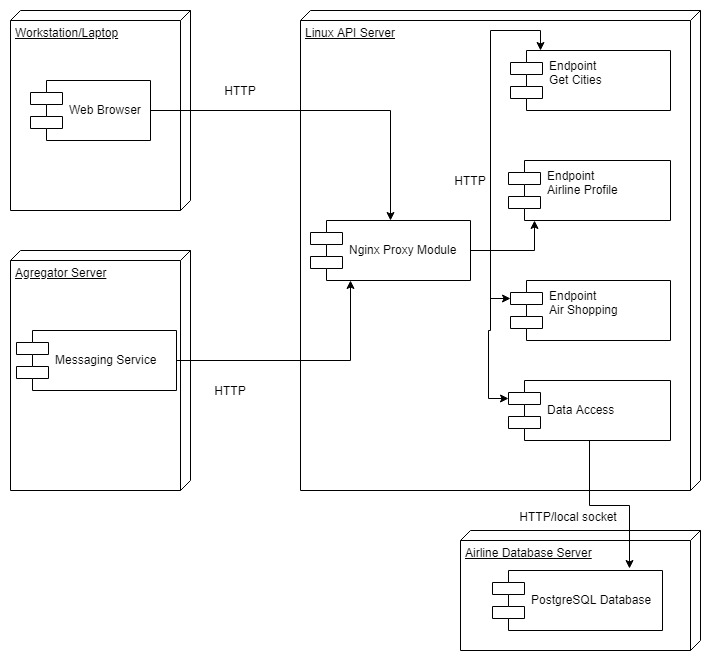 Workstation/Laptop
Web Browser
HTTP
Linux API Server
Endpoint
Get Cities
HTTP
Endpoint
Airline Profile
Nginx Proxy Module
Agregator Server
Messaging Service
HTTP
Endpoint
Air Shopping
Data Access
HTTP/local socket
Airline Database Server
PostgreSQL Database